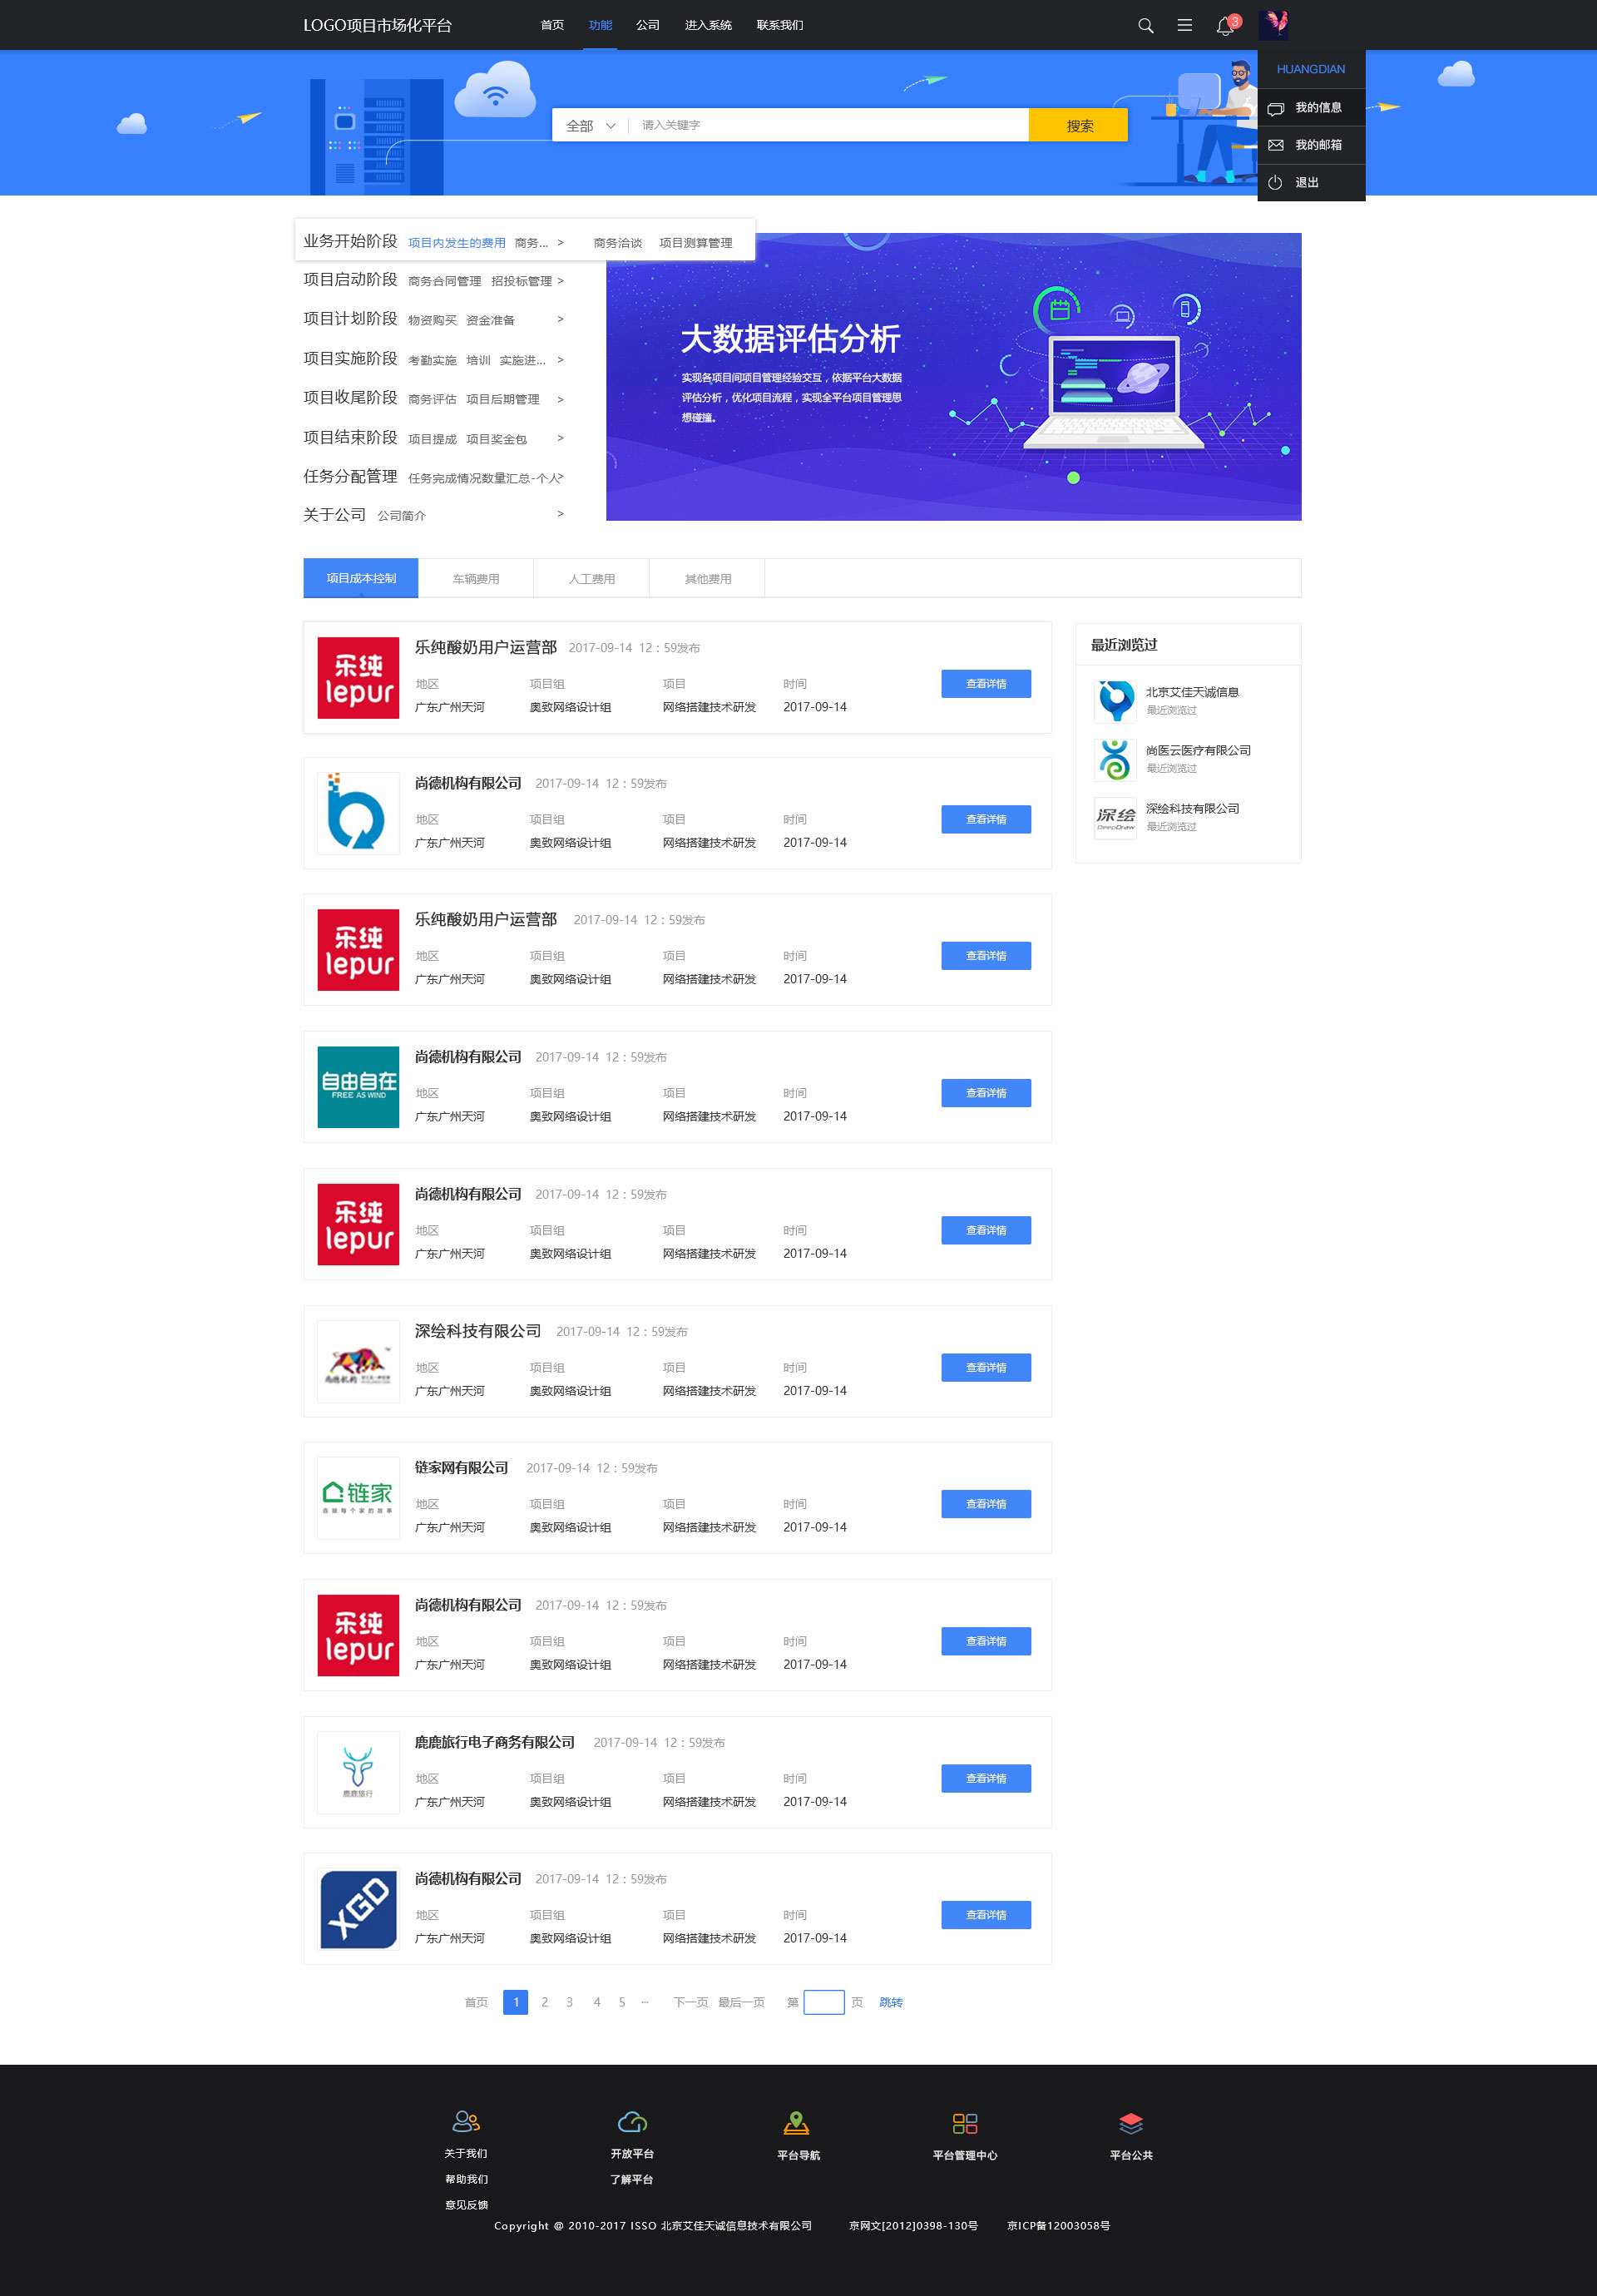 LOGO项目市场化平台 首页 功能 公司 进入系统 联系我们 3
HUANGDIAN
我的信息
我的邮箱
退出
全部 请入关键字 搜索
业务开始阶段 项目内发生的费用 商务... > 商务洽谈 项目测算管理
项目启动阶段 商务合同管理 招投标管理 >
项目计划阶段 物资购买 资金准备 >
项目实施阶段 考勤实施 培训 实施进... >
项目收尾阶段 商务评估 项目后期管理 >
项目结束阶段 项目提成 项目奖金包 >
任务分配管理 任务完成情况数量汇总-个人 >
关于公司 公司简介 >
大数据评估分析
实现各项目间项目管理经验交互，依据平台大数据
评估分析，优化项目流程，实现全平台项目管理思
想碰撞。
项目成本控制 车辆费用 人工费用 其他费用
乐纯
lepur
乐纯酸奶用户运营部 2017-09-14 12：59发布
地区 项目组 项目 时间
广东广州天河 奥致网络设计组 网络搭建技术研发 2017-09-14
查看详情
最近浏览过
北京艾佳天诚信息
最近浏览过
尚医云医疗有限公司
最近浏览过
深绘
DeepDraw
深绘科技有限公司
最近浏览过
尚德机构有限公司 2017-09-14 12：59发布
地区 项目组 项目 时间
广东广州天河 奥致网络设计组 网络搭建技术研发 2017-09-14
查看详情
乐纯
lepur
乐纯酸奶用户运营部 2017-09-14 12：59发布
地区 项目组 项目 时间
广东广州天河 奥致网络设计组 网络搭建技术研发 2017-09-14
查看详情
自由自在
FREE AS WIND
尚德机构有限公司 2017-09-14 12：59发布
地区 项目组 项目 时间
广东广州天河 奥致网络设计组 网络搭建技术研发 2017-09-14
查看详情
乐纯
lepur
尚德机构有限公司 2017-09-14 12：59发布
地区 项目组 项目 时间
广东广州天河 奥致网络设计组 网络搭建技术研发 2017-09-14
查看详情
尚德机构
深绘科技有限公司 2017-09-14 12：59发布
地区 项目组 项目 时间
广东广州天河 奥致网络设计组 网络搭建技术研发 2017-09-14
查看详情
链家
连接每个家的故事
链家网有限公司 2017-09-14 12：59发布
地区 项目组 项目 时间
广东广州天河 奥致网络设计组 网络搭建技术研发 2017-09-14
查看详情
乐纯
lepur
尚德机构有限公司 2017-09-14 12：59发布
地区 项目组 项目 时间
广东广州天河 奥致网络设计组 网络搭建技术研发 2017-09-14
查看详情
鹿鹿旅行
鹿鹿旅行电子商务有限公司 2017-09-14 12：59发布
地区 项目组 项目 时间
广东广州天河 奥致网络设计组 网络搭建技术研发 2017-09-14
查看详情
XGD
尚德机构有限公司 2017-09-14 12：59发布
地区 项目组 项目 时间
广东广州天河 奥致网络设计组 网络搭建技术研发 2017-09-14
查看详情
首页 1 2 3 4 5 ... 下一页 最后一页 第 页 跳转
关于我们 开放平台 平台导航 平台管理中心 平台公共
帮助我们 了解平台
意见反馈
Copyright @ 2010-2017 ISSO 北京艾佳天诚信息技术有限公司 京网文[2012]0398-130号 京ICP备12003058号